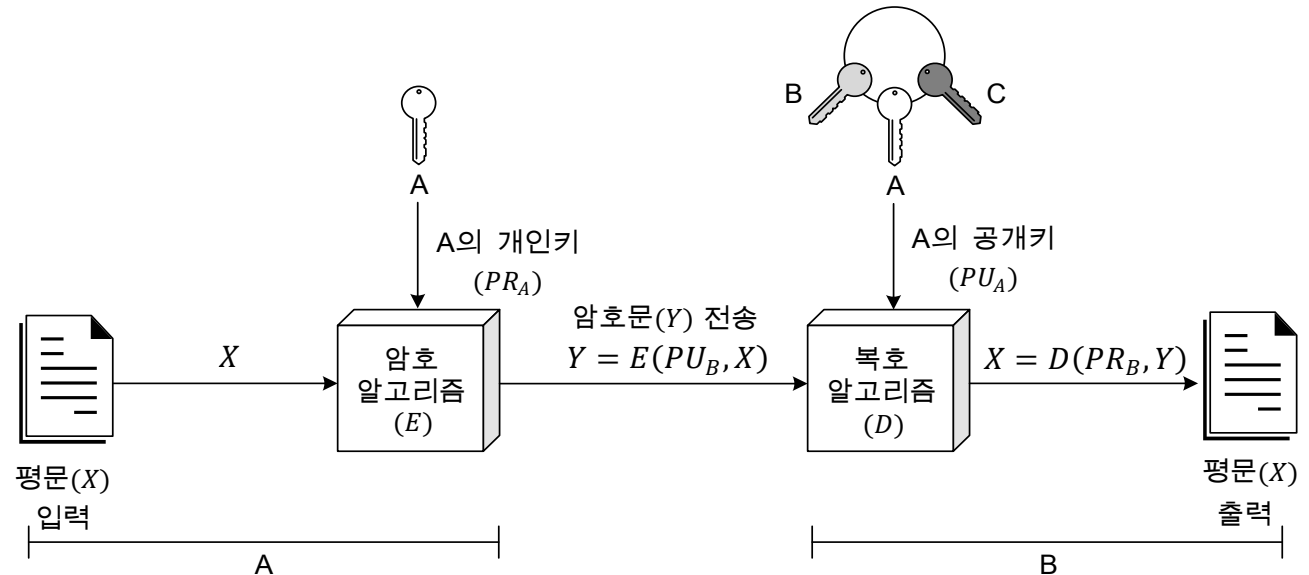 B
C
A
A
A의 개인키
(PR_A)
A의 공개키
(PU_A)
암호문(Y) 전송
X
암호
알고리즘
(E)
Y = E(PU_B, X)
복호
알고리즘
(D)
X = D(PR_B, Y)
평문(X)
입력
평문(X)
출력
A
B